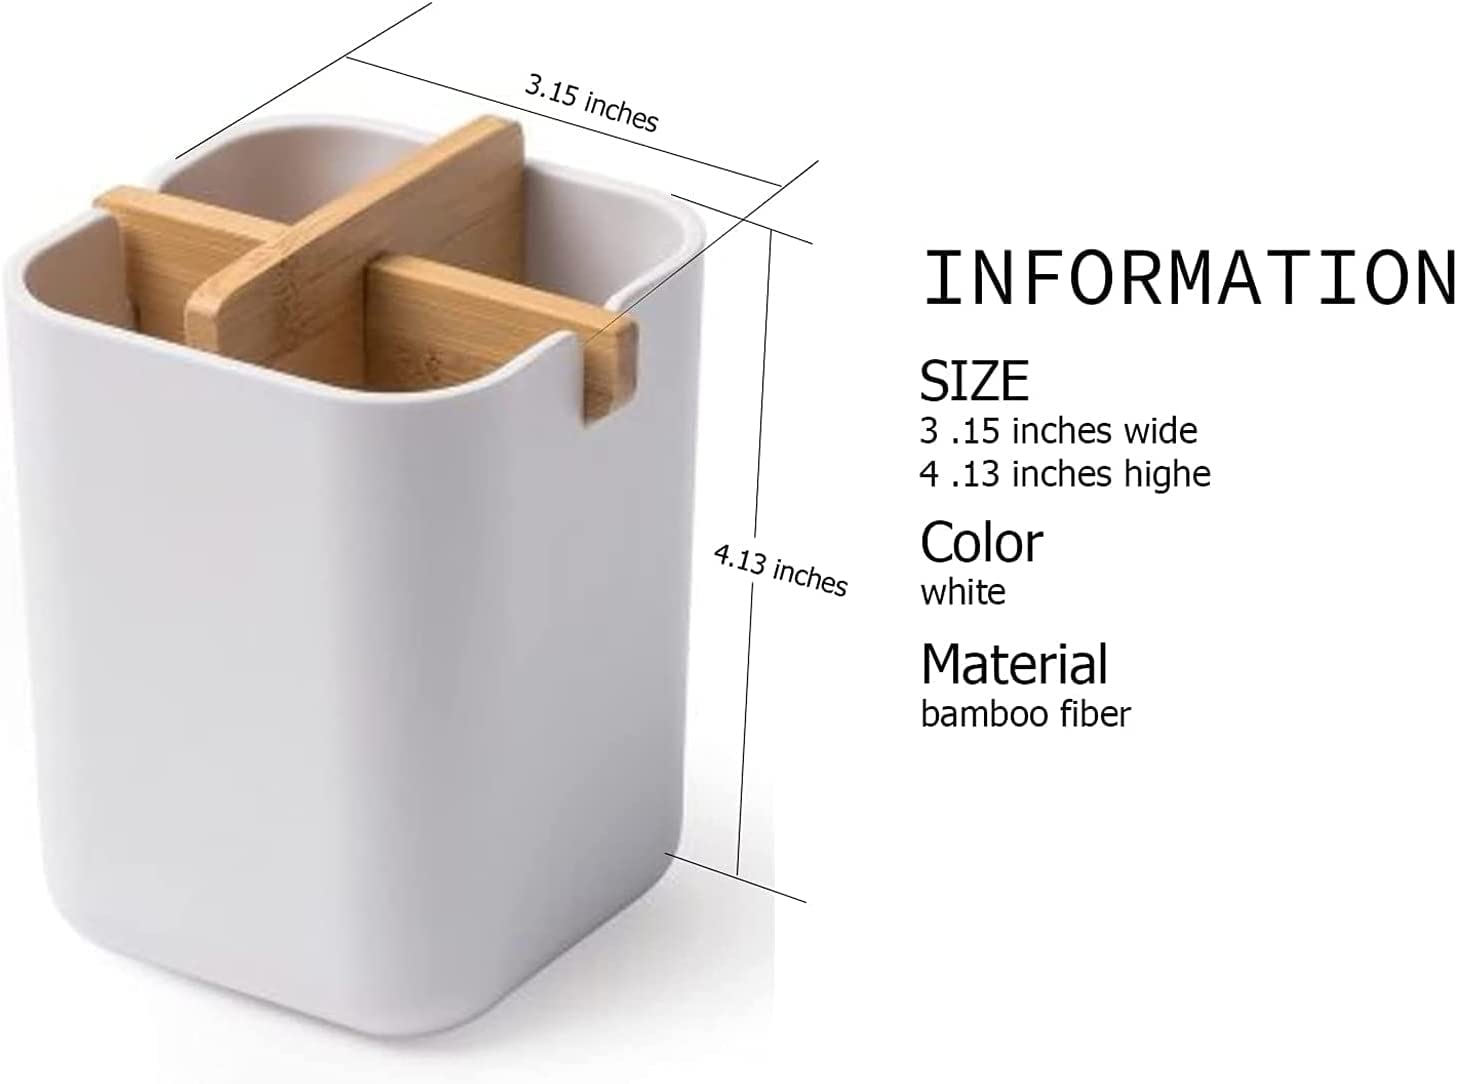 3.15 inches
4.13 inches
INFORMATION
SIZE
3 .15 inches wide
4 .13 inches highe
Color
white
Material
bamboo fiber